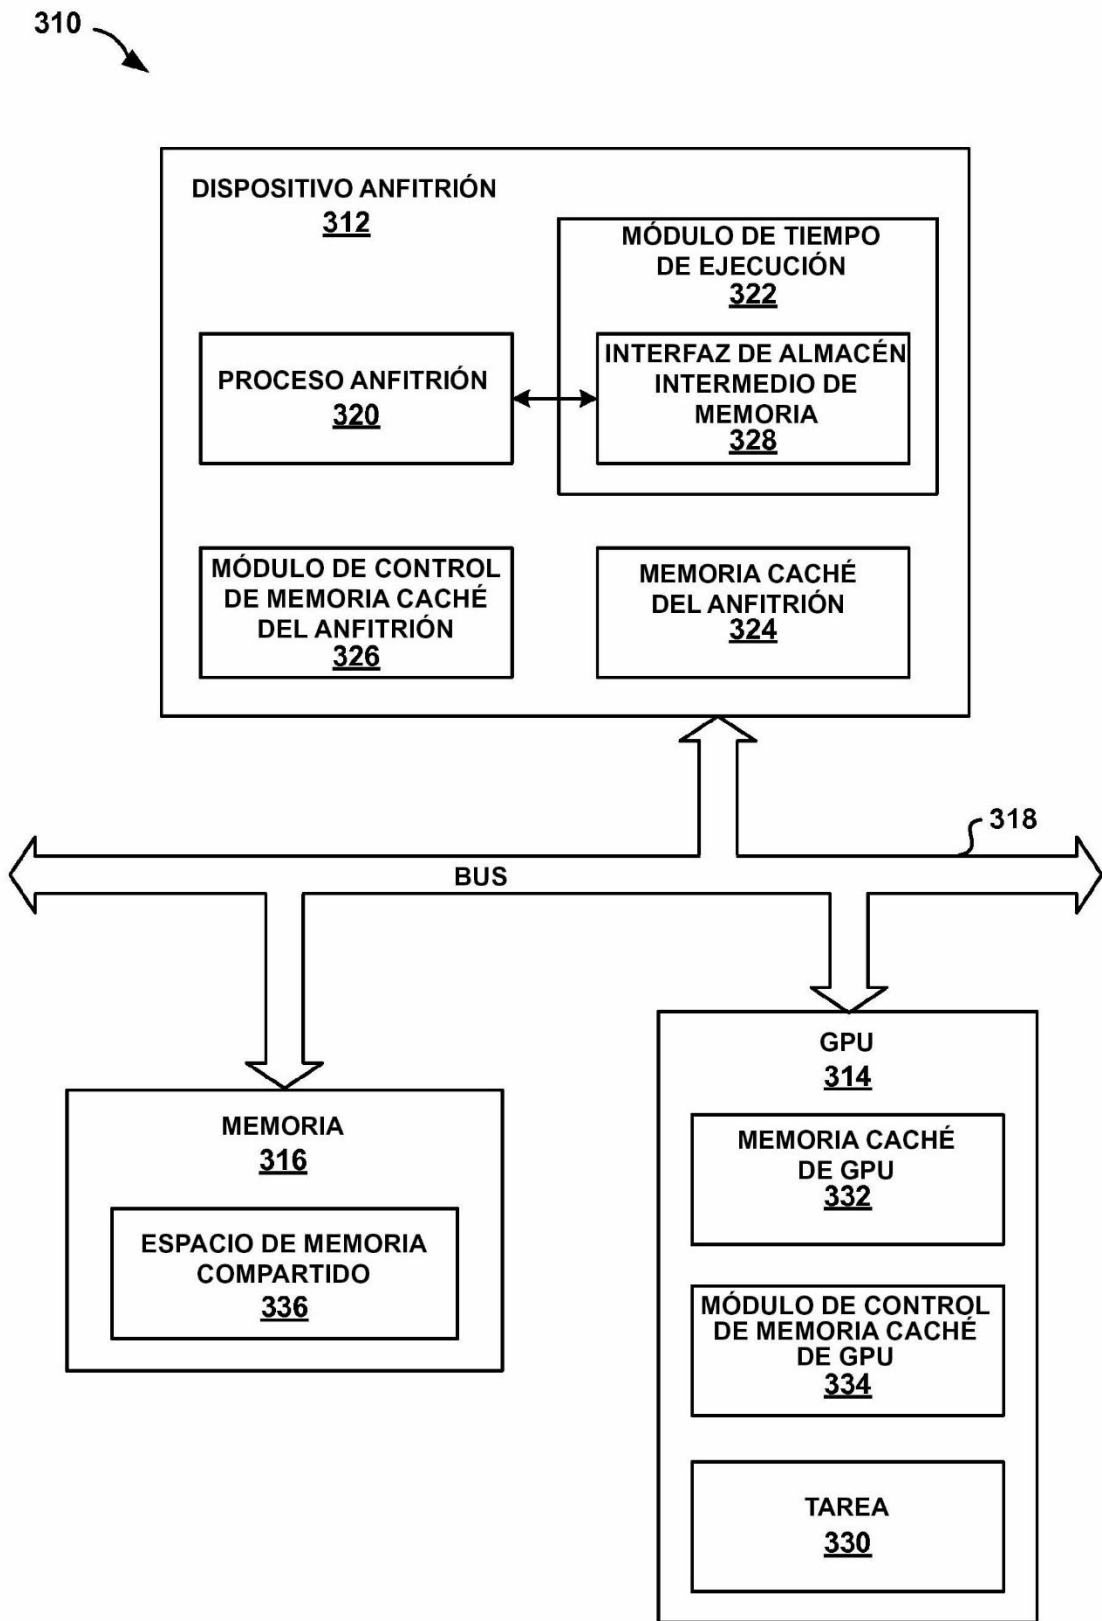 310
DISPOSITIVO ANFITRIÓN
312
MÓDULO DE TIEMPO
DE EJECUCIÓN
322
PROCESO ANFITRIÓN
320
INTERFAZ DE ALMACÉN
INTERMEDIO DE
MEMORIA
328
MÓDULO DE CONTROL
DE MEMORIA CACHÉ
DEL ANFITRIÓN
326
MEMORIA CACHÉ
DEL ANFITRIÓN
324
318
BUS
GPU
314
MEMORIA CACHÉ
DE GPU
332
MÓDULO DE CONTROL
DE MEMORIA CACHÉ
DE GPU
334
TAREA
330
MEMORIA
316
ESPACIO DE MEMORIA
COMPARTIDO
336